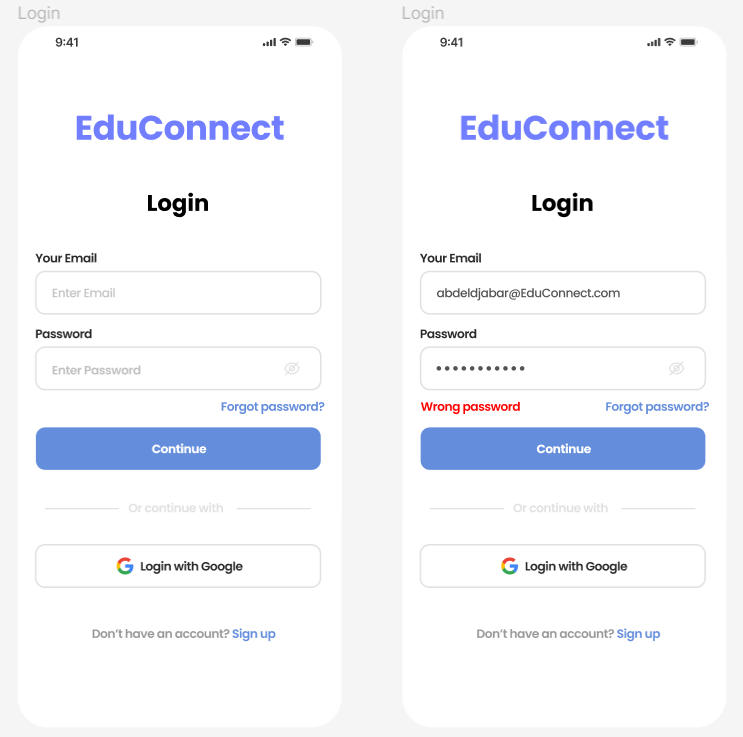 Login
9:41
EduConnect
Login
Your Email
Enter Email
Password
Enter Password
Forgot password?
Continue
Or continue with
Login with Google
Don’t have an account? Sign up
Login
9:41
EduConnect
Login
Your Email
abdeldjabar@EduConnect.com
Password
Wrong password
Forgot password?
Continue
Or continue with
Login with Google
Don’t have an account? Sign up